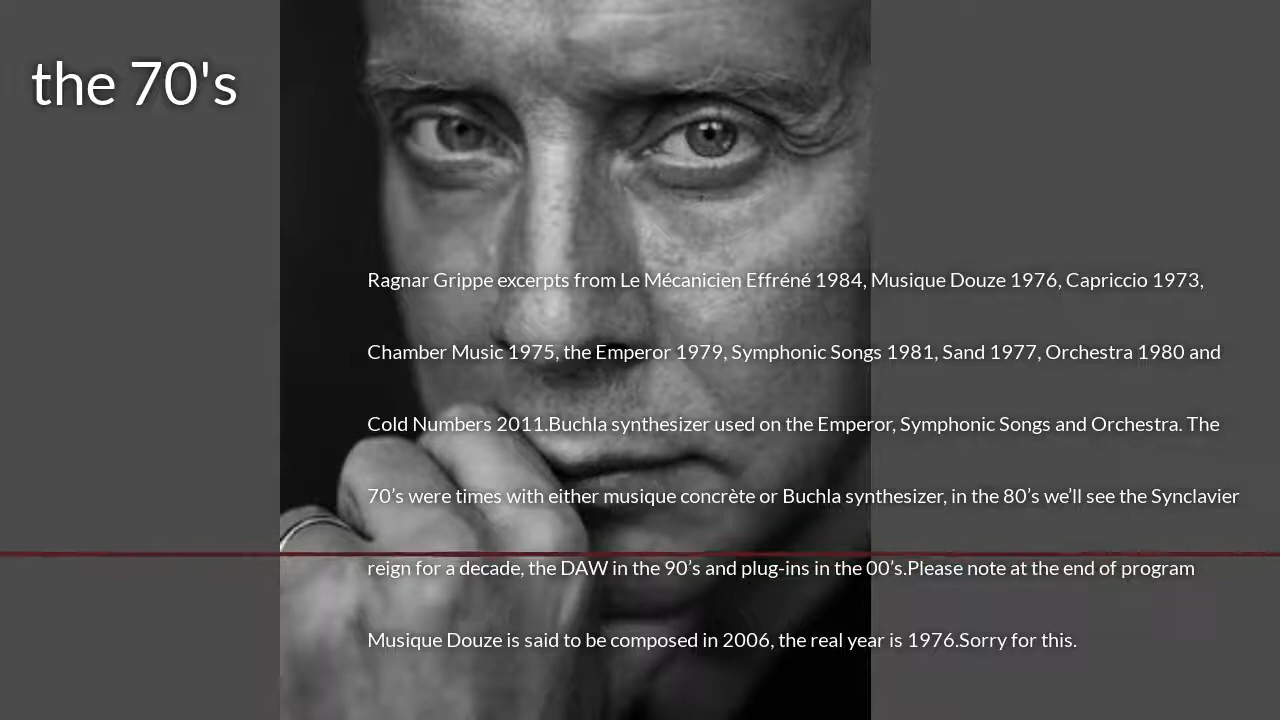 the 70's
Ragnar Grippe excerpts from Le Mécanicien Effréné 1984, Musique Douze 1976, Capriccio 1973,
Chamber Music 1975, the Emperor 1979, Symphonic Songs 1981, Sand 1977, Orchestra 1980 and
Cold Numbers 2011.Buchla synthesizer used on the Emperor, Symphonic Songs and Orchestra. The
70’s were times with either musique concrète or Buchla synthesizer, in the 80’s we’ll see the Synclavier
reign for a decade, the DAW in the 90’s and plug-ins in the 00’s.Please note at the end of program
Musique Douze is said to be composed in 2006, the real year is 1976.Sorry for this.